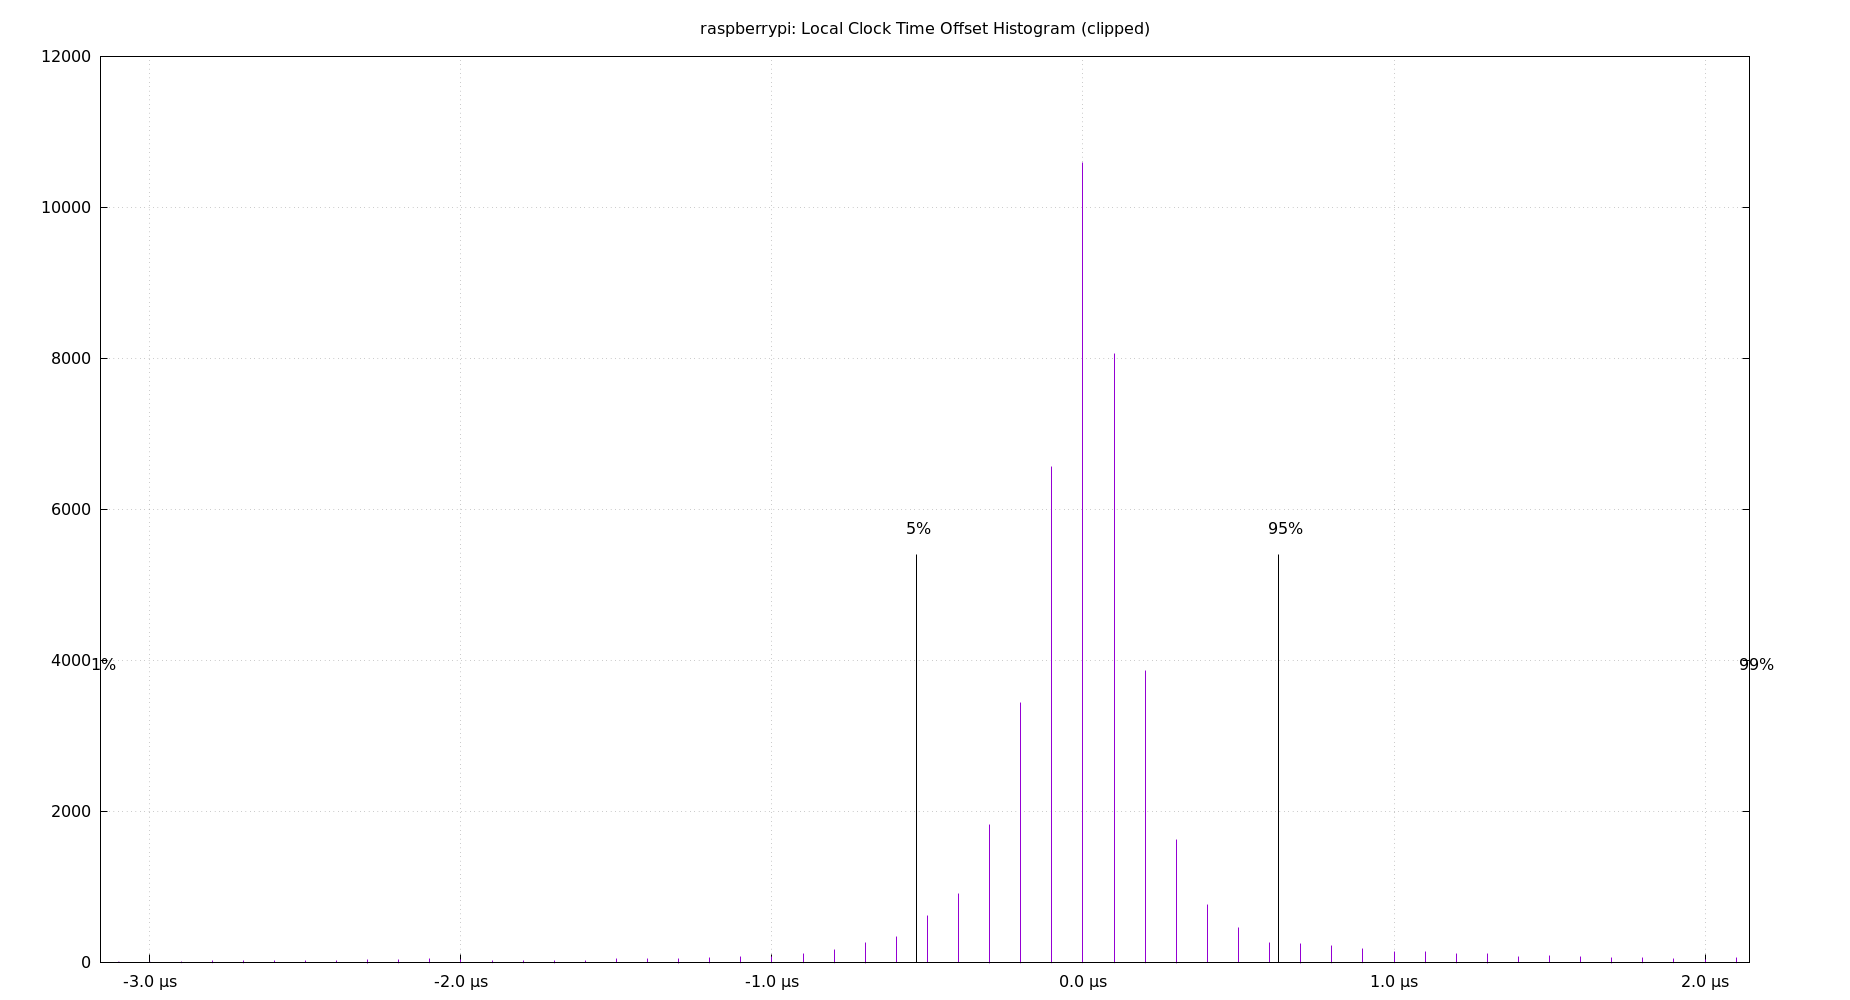 raspberrypi: Local Clock Time Offset Histogram (clipped)
12000
10000
8000
6000
5%
95%
4000
1%
99%
2000
0
-3.0 µs
-2.0 µs
-1.0 µs
0.0 µs
1.0 µs
2.0 µs